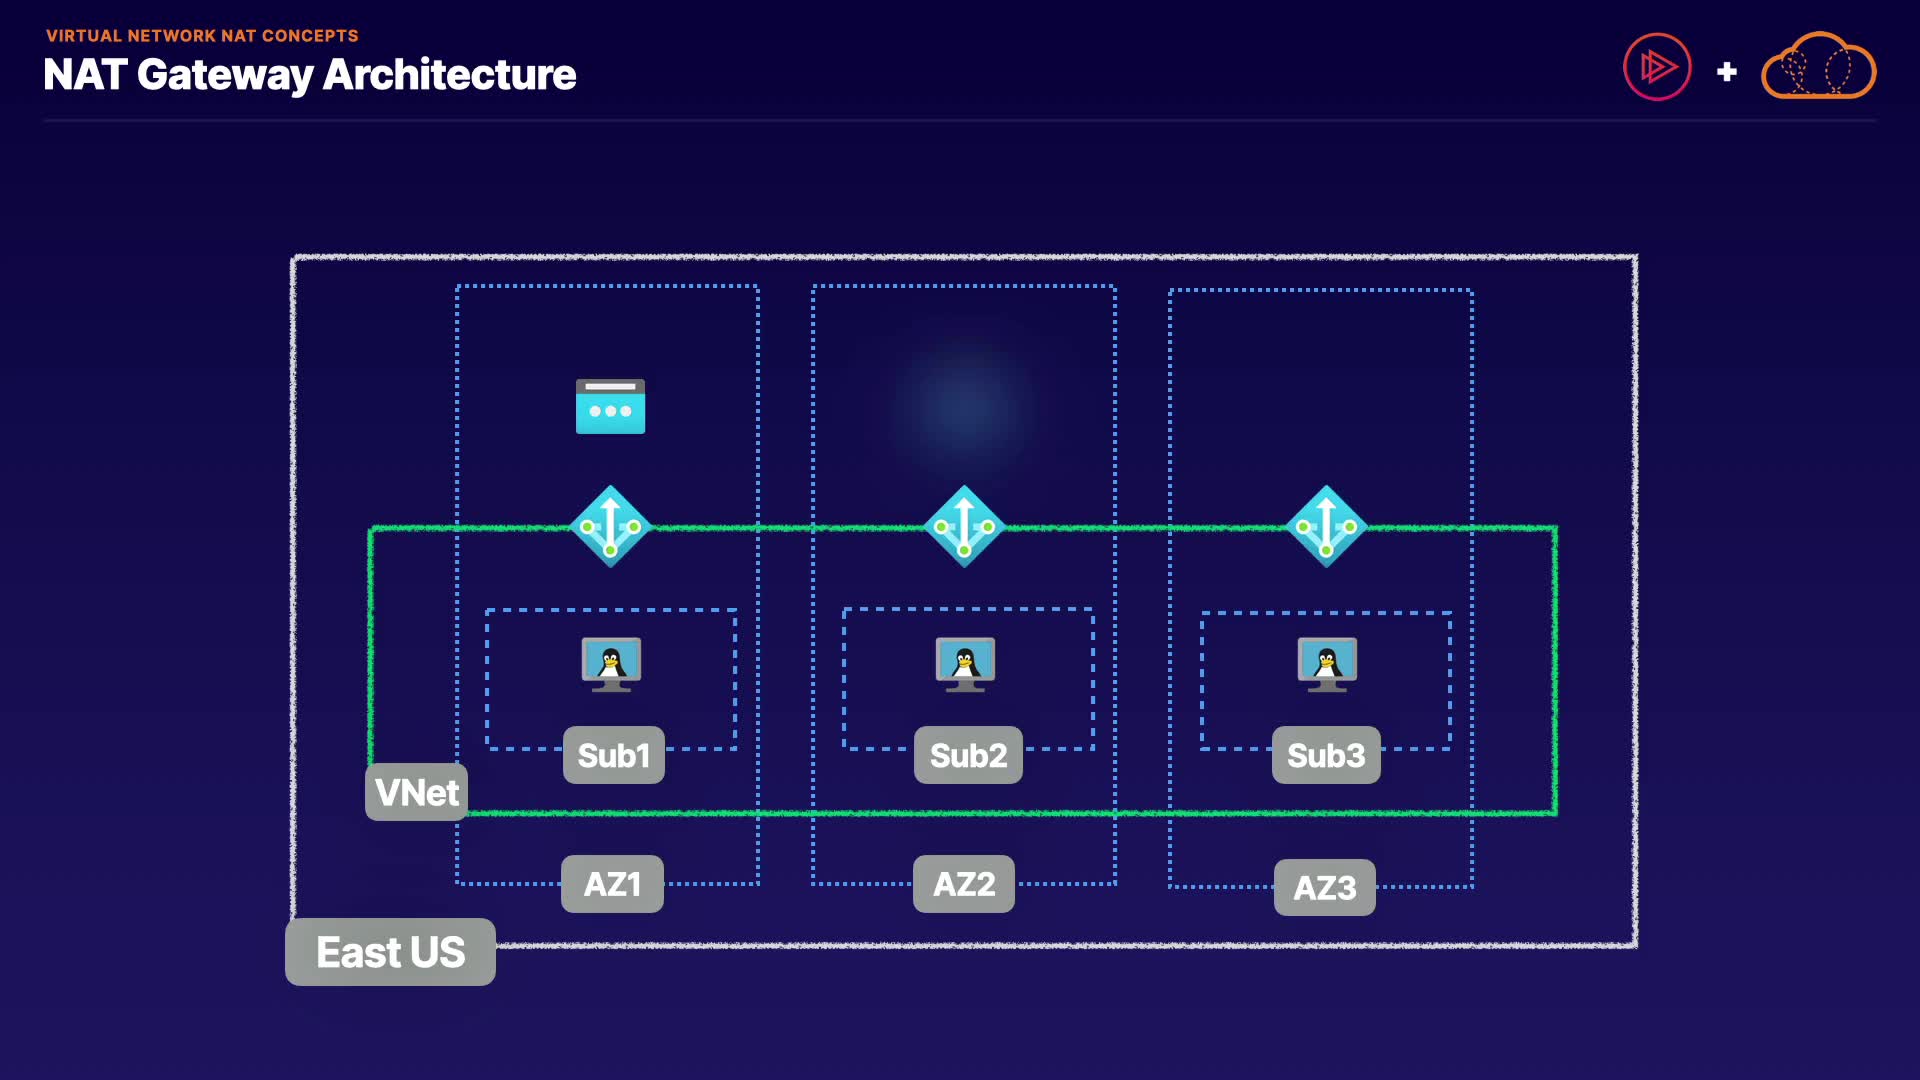 VIRTUAL NETWORK NAT CONCEPTS
NAT Gateway Architecture
Sub1
Sub2
Sub3
VNet
AZ1
AZ2
AZ3
East US